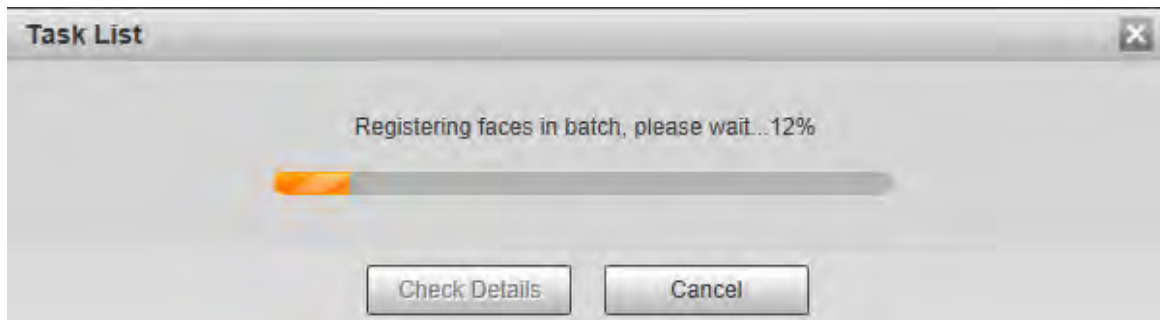 Task List
Registering faces in batch, please wait...12%
Check Details
Cancel